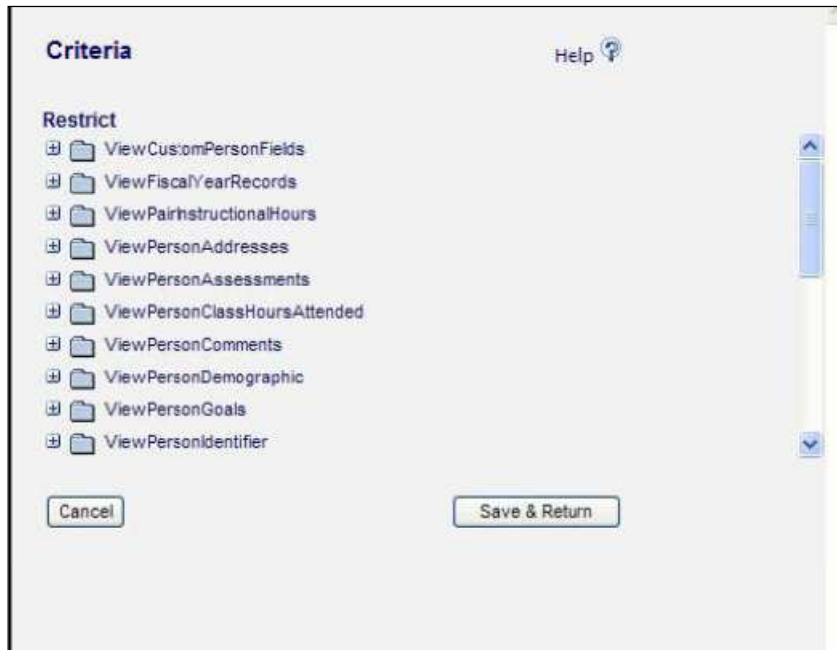 Criteria
Help
Restrict
ViewCustomPersonFields
ViewFiscalYearRecords
ViewPairInstructionalHours
ViewPersonAddresses
ViewPersonAssessments
ViewPersonClassHoursAttended
ViewPersonComments
ViewPersonDemographic
ViewPersonGoals
ViewPersonIdentifier
Cancel
Save & Return